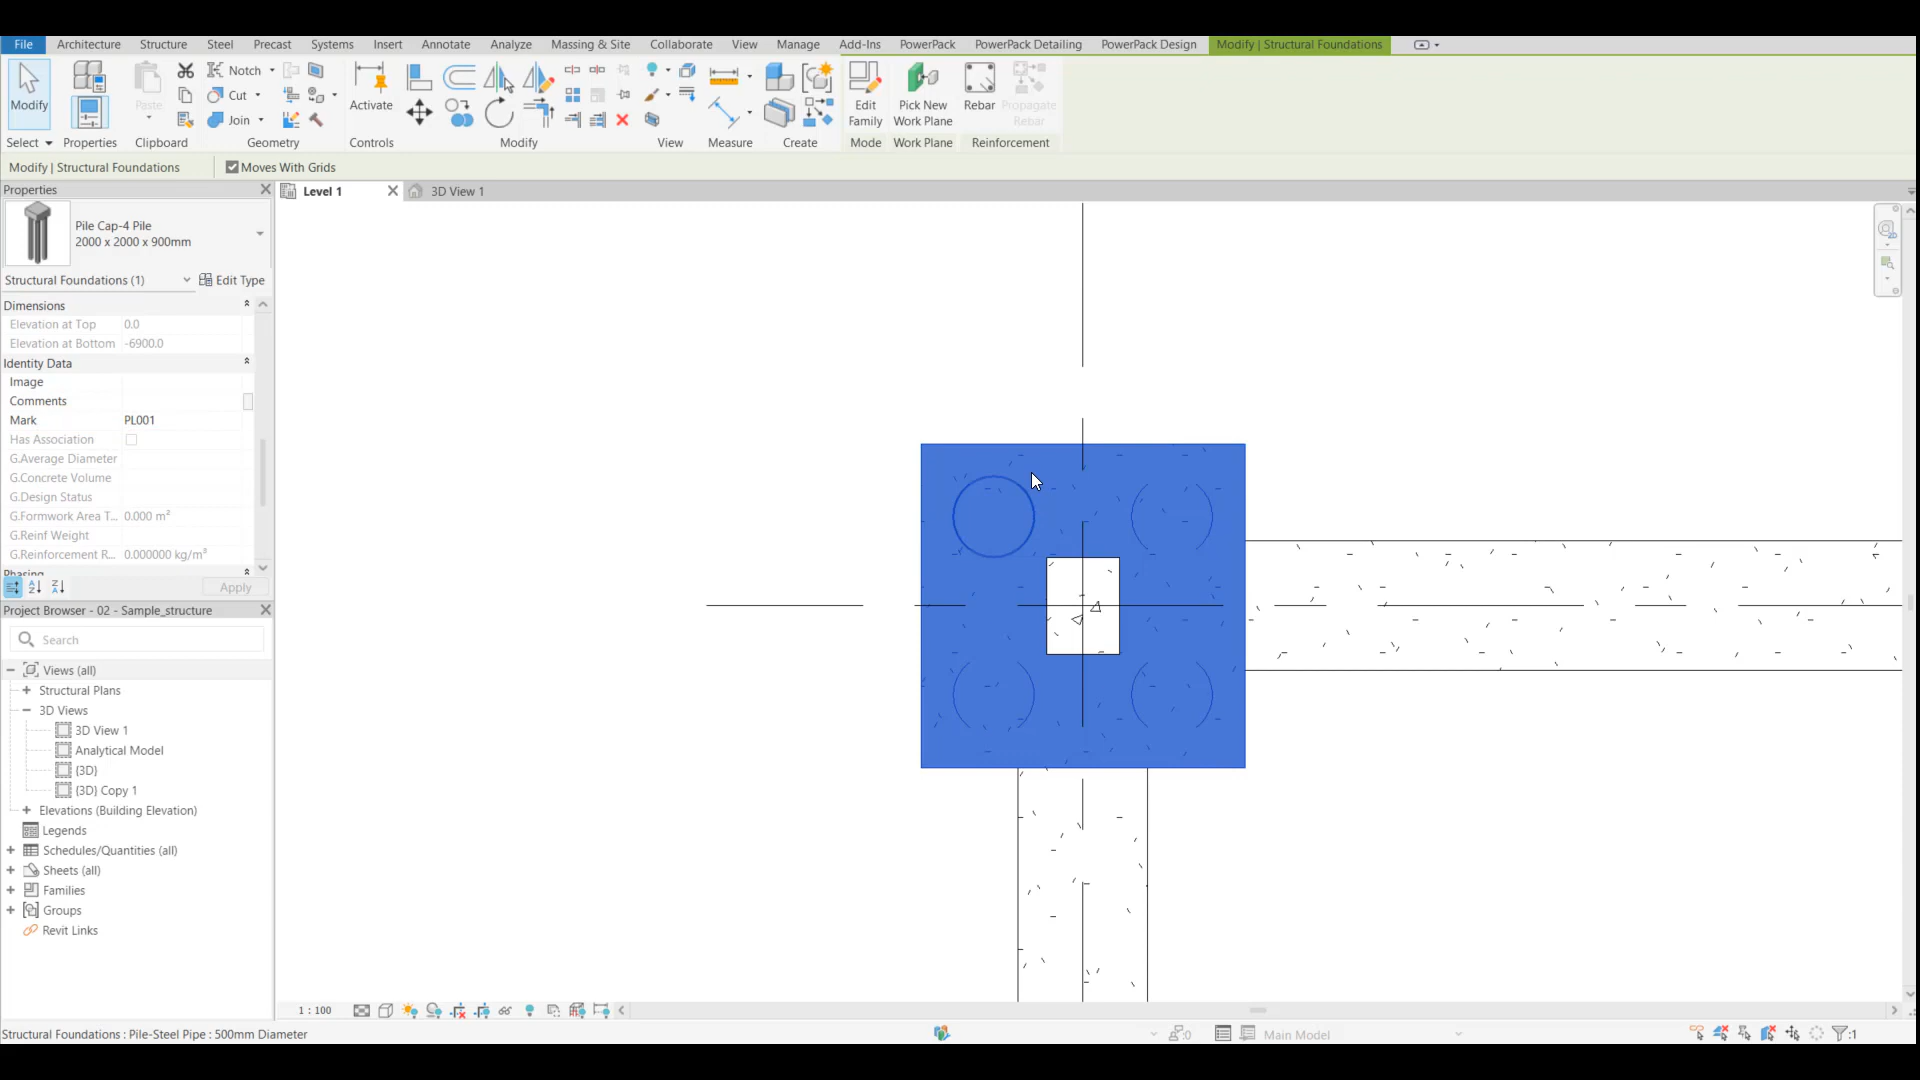 File Architecture Structure Steel Precast Systems Insert Annotate Analyze Massing & Site Collaborate View Manage Add-Ins PowerPack PowerPack Detailing PowerPack Design Modify | Structural Foundations
Modify Paste Notch Cut Join Activate Edit Family Pick New Work Plane Rebar Propagate Rebar
Select Properties Clipboard Geometry Controls Modify View Measure Create Mode Work Plane Reinforcement
Modify | Structural Foundations Moves With Grids
Properties
Level 1 3D View 1
Pile Cap-4 Pile
2000 x 2000 x 900mm
Structural Foundations (1) Edit Type
Dimensions
Elevation at Top 0.0
Elevation at Bottom -6900.0
Identity Data
Image
Comments
Mark PL001
Has Association
G.Average Diameter
G.Concrete Volume
G.Design Status
G.Formwork Area T... 0.000 m²
G.Reinf Weight
G.Reinforcement R... 0.000000 kg/m³
Phasing
Apply
Project Browser - 02 - Sample_structure
Search
Views (all)
Structural Plans
3D Views
3D View 1
Analytical Model
{3D}
{3D} Copy 1
Elevations (Building Elevation)
Legends
Schedules/Quantities (all)
Sheets (all)
Families
Groups
Revit Links
1 : 100
Structural Foundations : Pile-Steel Pipe : 500mm Diameter :0 Main Model :1